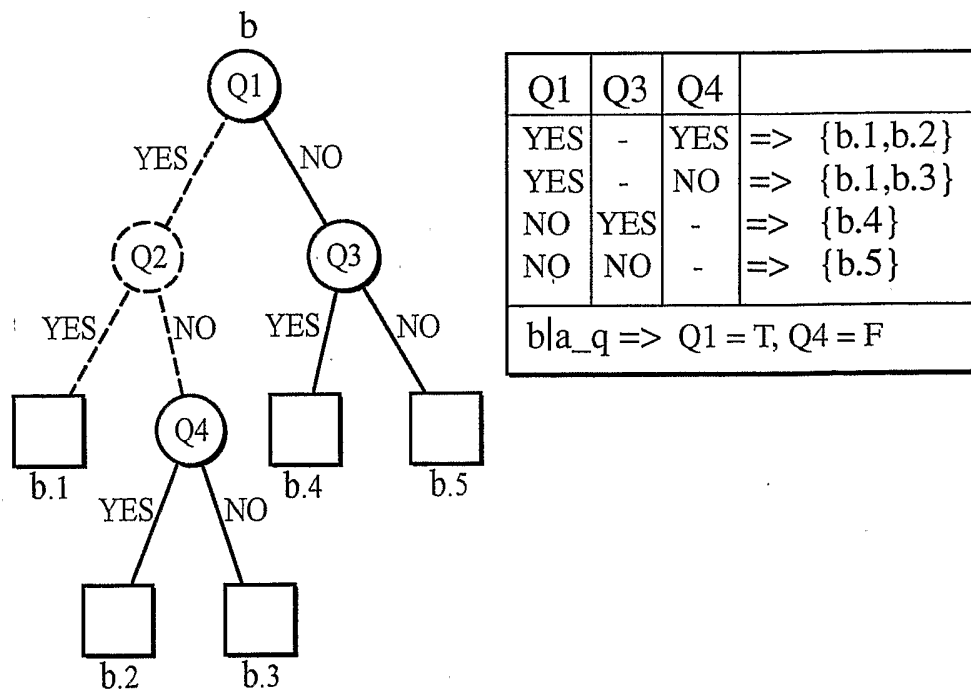 b
Q1
YES NO
Q2 Q3
YES NO YES NO
b.1 Q4 b.4 b.5
YES NO
b.2 b.3
Q1 Q3 Q4
YES - YES => {b.1,b.2}
YES - NO => {b.1,b.3}
NO YES - => {b.4}
NO NO - => {b.5}
b|a_q => Q1 = T, Q4 = F